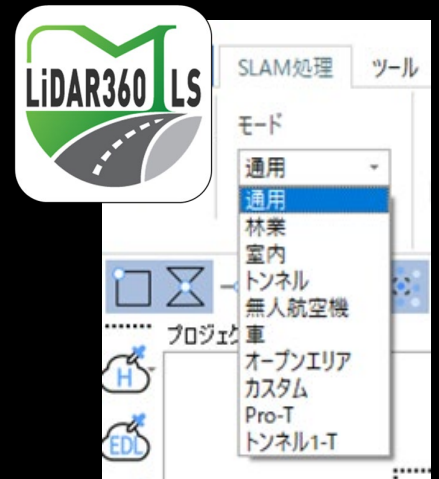 LiDAR360 MLS
SLAM処理 ツール
モード
通用
通用
林業
室内
トンネル
無人航空機
車
オープンエリア
カスタム
Pro-T
トンネル1-T
プロジェク
H
EDL